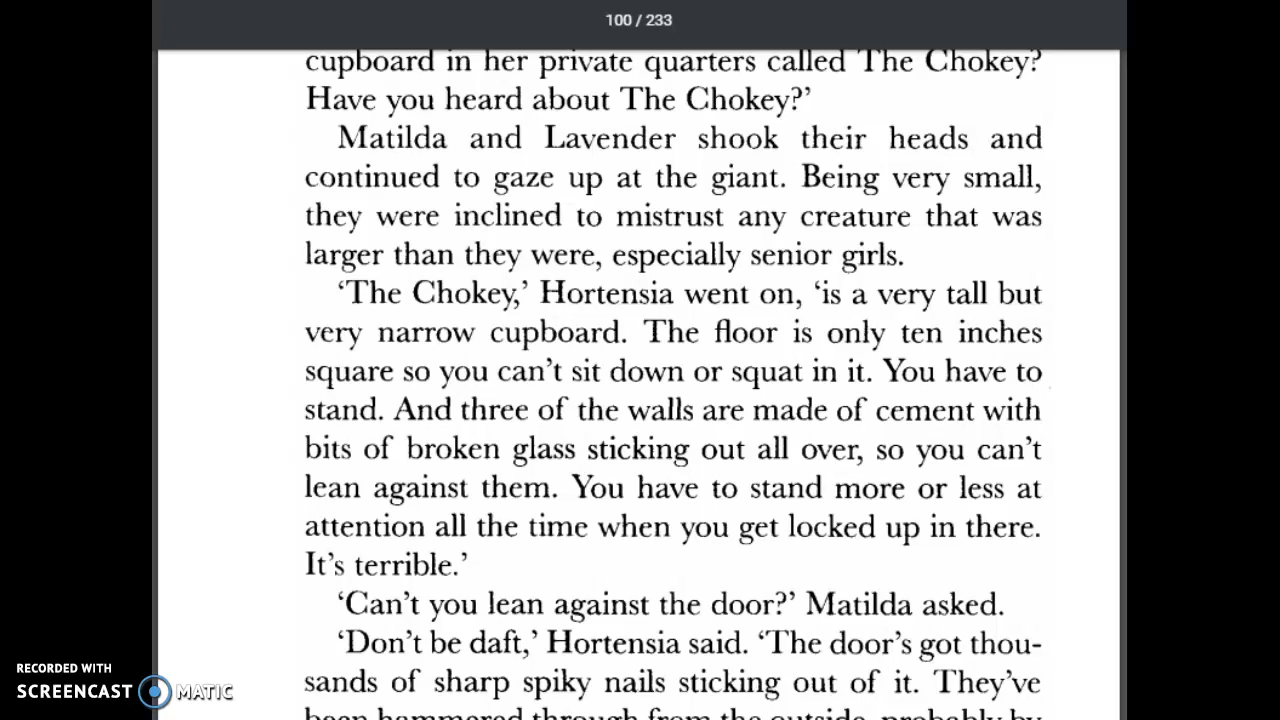 100 / 233
cupboard in her private quarters called The Chokey?
Have you heard about The Chokey?’
Matilda and Lavender shook their heads and
continued to gaze up at the giant. Being very small,
they were inclined to mistrust any creature that was
larger than they were, especially senior girls.
‘The Chokey,’ Hortensia went on, ‘is a very tall but
very narrow cupboard. The floor is only ten inches
square so you can’t sit down or squat in it. You have to
stand. And three of the walls are made of cement with
bits of broken glass sticking out all over, so you can’t
lean against them. You have to stand more or less at
attention all the time when you get locked up in there.
It’s terrible.’
‘Can’t you lean against the door?’ Matilda asked.
‘Don’t be daft,’ Hortensia said. ‘The door’s got thou-
sands of sharp spiky nails sticking out of it. They’ve
been hammered through from the outside, probably by
RECORDED WITH
SCREENCAST MATIC